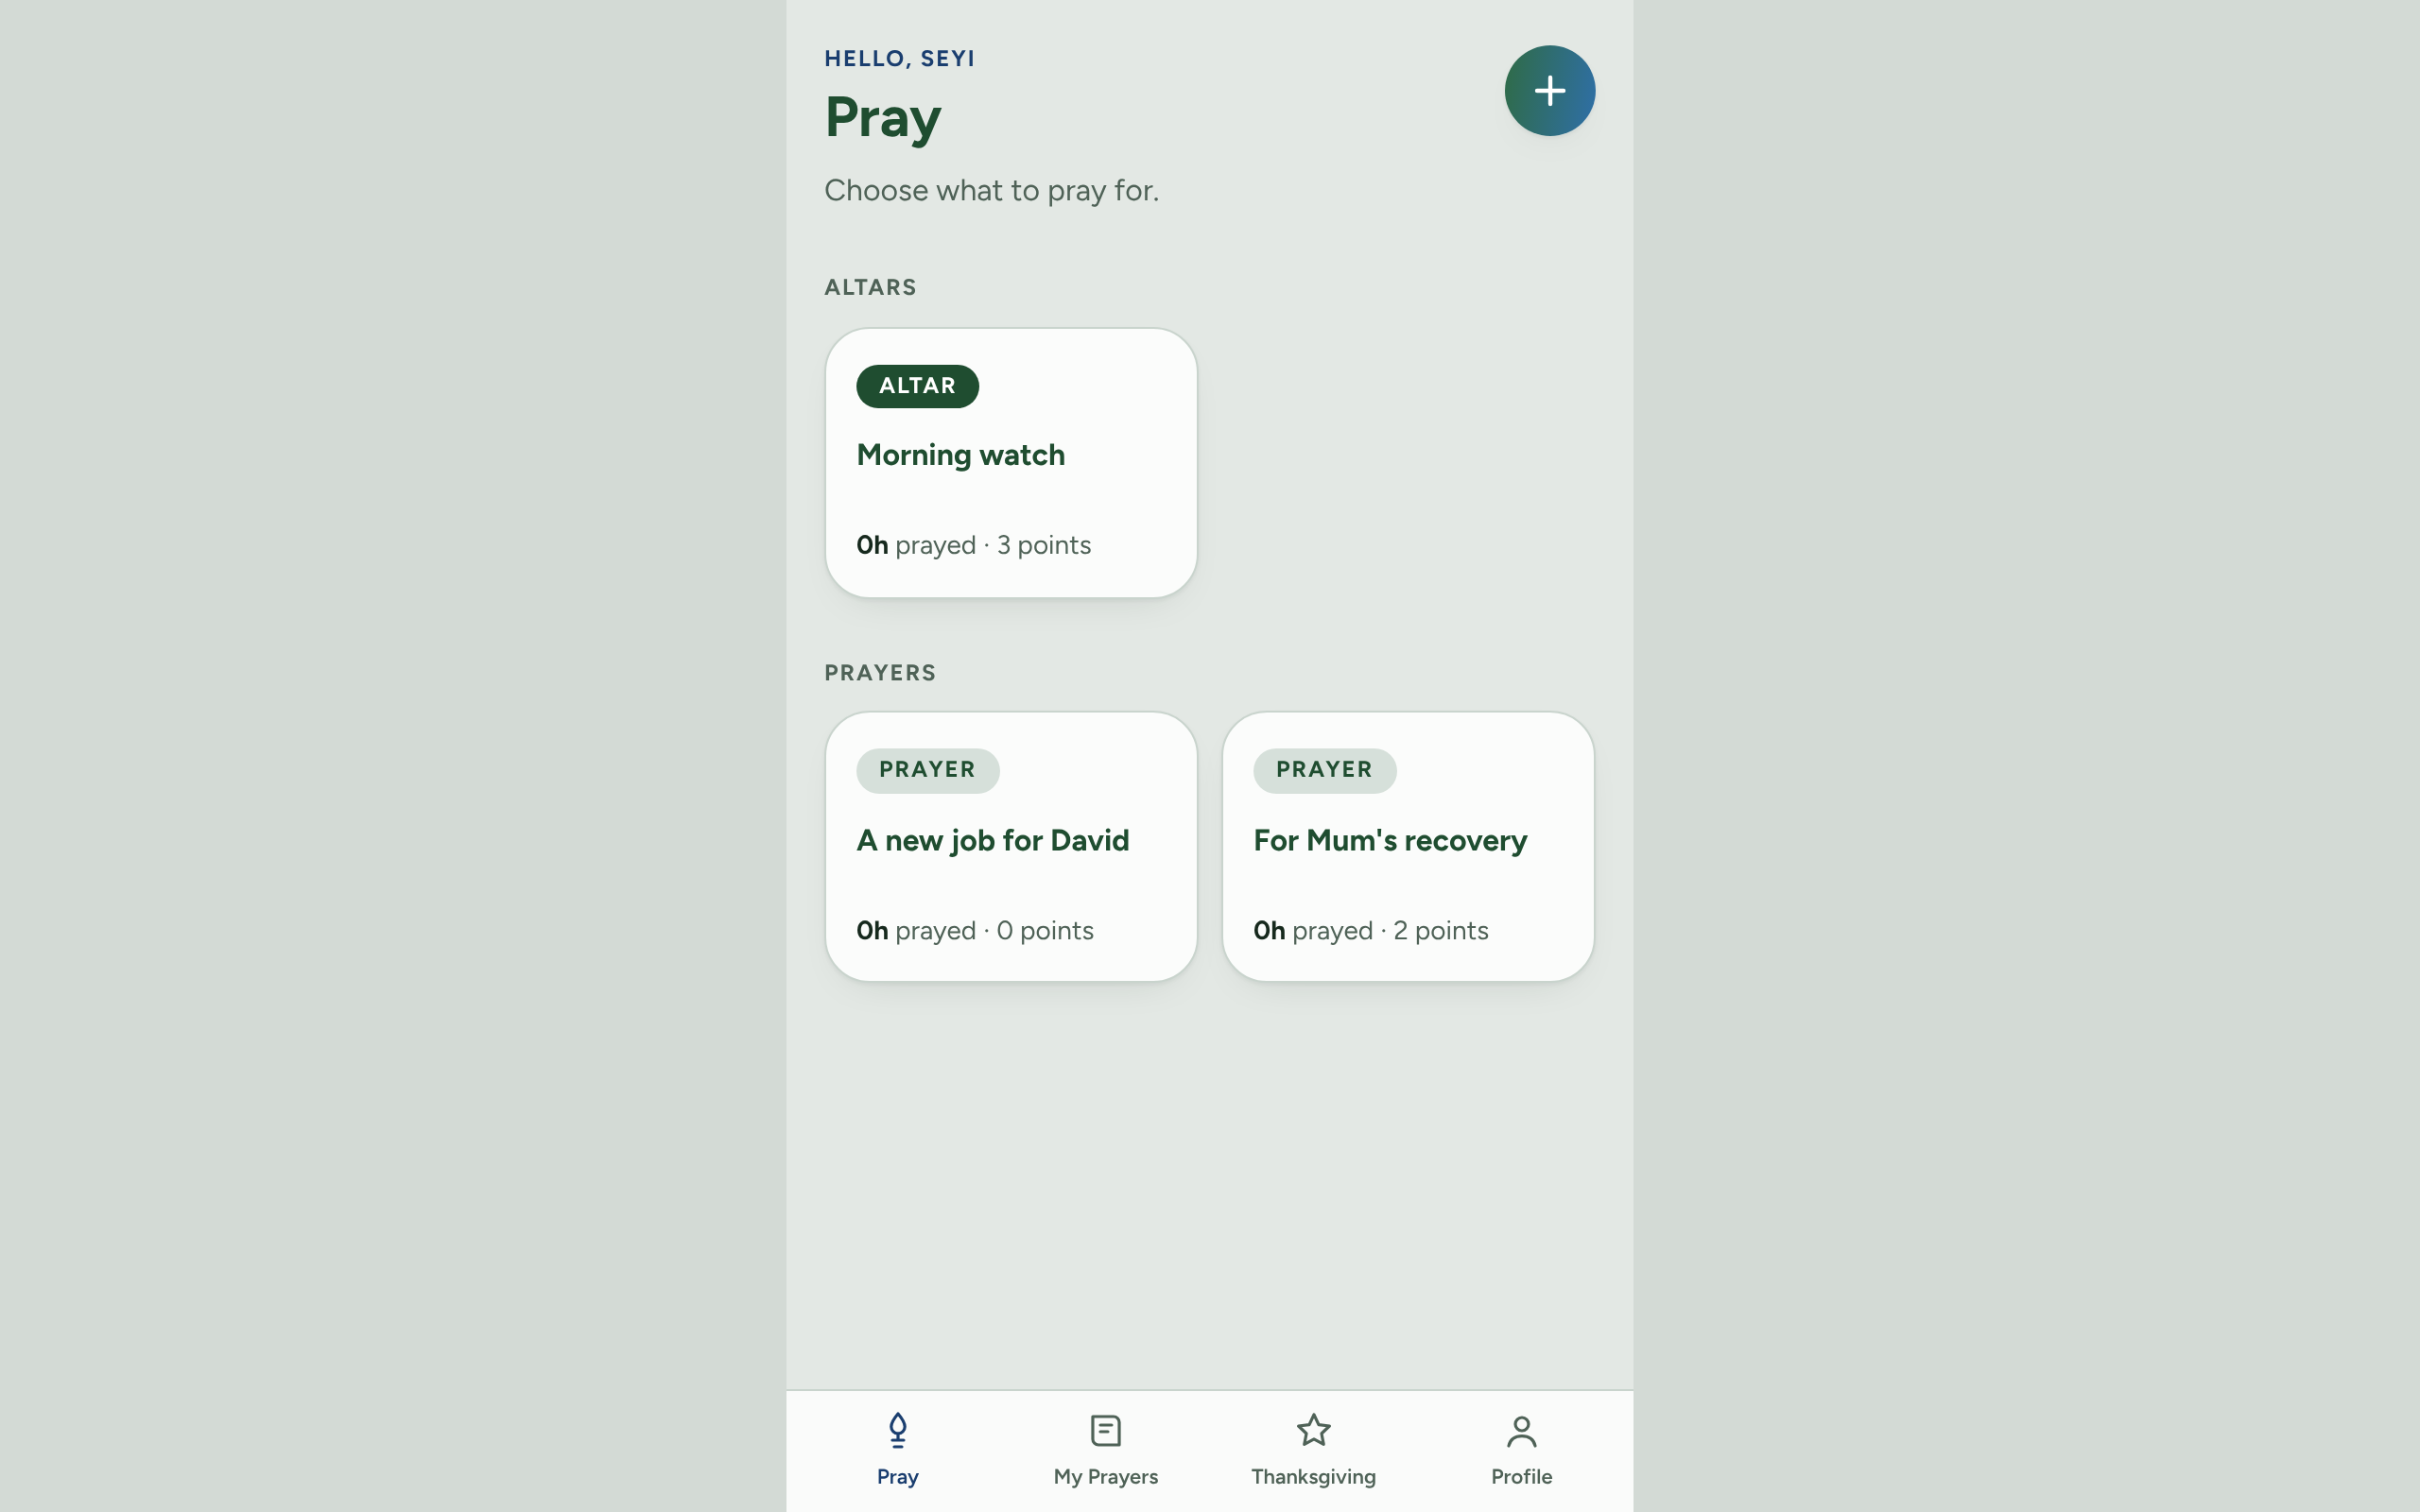 HELLO, SEYI
Pray
Choose what to pray for.
ALTARS
ALTAR
Morning watch
0h prayed · 3 points
PRAYERS
PRAYER
A new job for David
0h prayed · 0 points
PRAYER
For Mum's recovery
0h prayed · 2 points
Pray
My Prayers
Thanksgiving
Profile